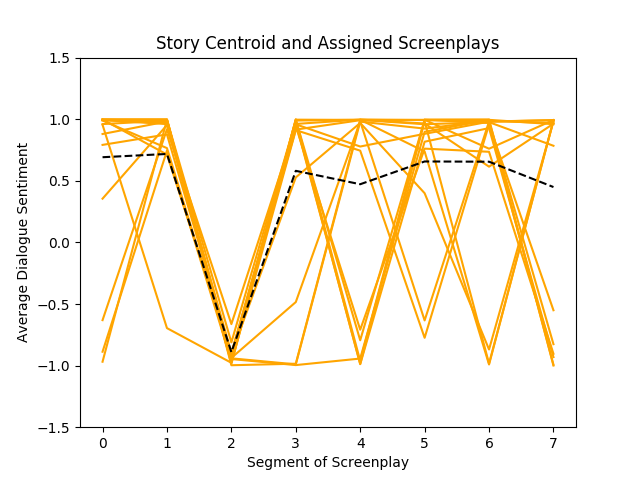 Story Centroid and Assigned Screenplays
1.5
1.0
0.5
0.0
−0.5
−1.0
−1.5
Average Dialogue Sentiment
0 1 2 3 4 5 6 7
Segment of Screenplay